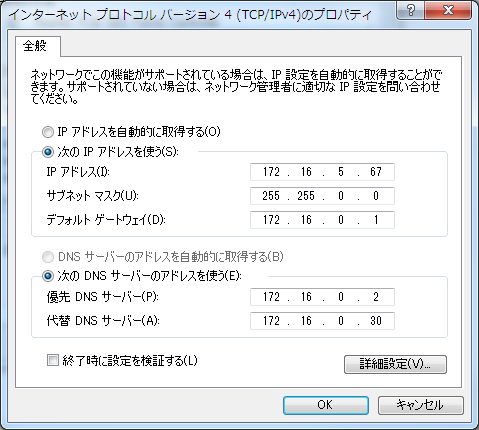 インターネット プロトコル バージョン 4 (TCP/IPv4)のプロパティ
全般
ネットワークでこの機能がサポートされている場合は、IP 設定を自動的に取得することがで
きます。サポートされていない場合は、ネットワーク管理者に適切な IP 設定を問い合わせ
てください。
IP アドレスを自動的に取得する(O)
次の IP アドレスを使う(S):
IP アドレス(I): 172 . 16 . 5 . 67
サブネット マスク(U): 255 . 255 . 0 . 0
デフォルト ゲートウェイ(D): 172 . 16 . 0 . 1
DNS サーバーのアドレスを自動的に取得する(B)
次の DNS サーバーのアドレスを使う(E):
優先 DNS サーバー(P): 172 . 16 . 0 . 2
代替 DNS サーバー(A): 172 . 16 . 0 . 30
終了時に設定を検証する(L)
詳細設定(V)...
OK キャンセル